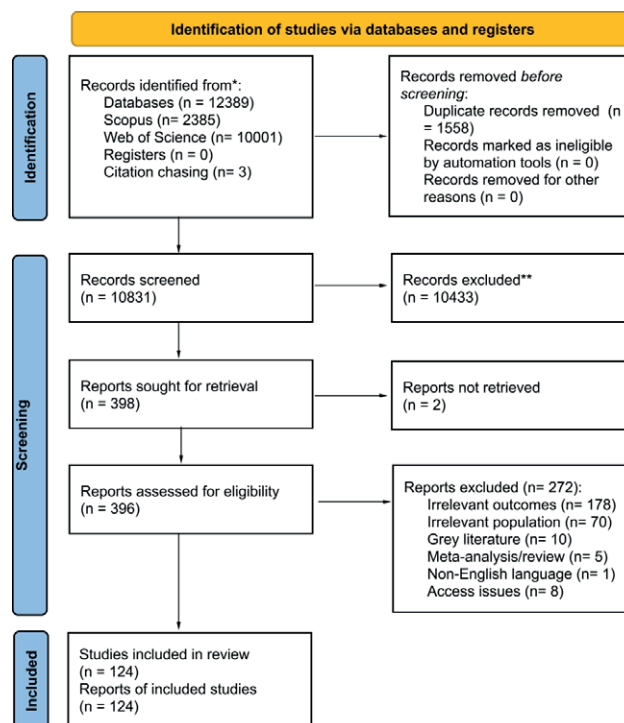 Identification of studies via databases and registers
Identification
Records identified from*:
Databases (n = 12389)
Scopus (n= 2385)
Web of Science (n= 10001)
Registers (n = 0)
Citation chasing (n= 3)
Records removed before
screening:
Duplicate records removed (n
= 1558)
Records marked as ineligible
by automation tools (n = 0)
Records removed for other
reasons (n = 0)
Screening
Records screened
(n = 10831)
Records excluded**
(n = 10433)
Reports sought for retrieval
(n = 398)
Reports not retrieved
(n = 2)
Reports assessed for eligibility
(n = 396)
Reports excluded (n= 272):
Irrelevant outcomes (n= 178)
Irrelevant population (n= 70)
Grey literature (n= 10)
Meta-analysis/review (n= 5)
Non-English language (n= 1)
Access issues (n= 8)
Included
Studies included in review
(n = 124)
Reports of included studies
(n = 124)